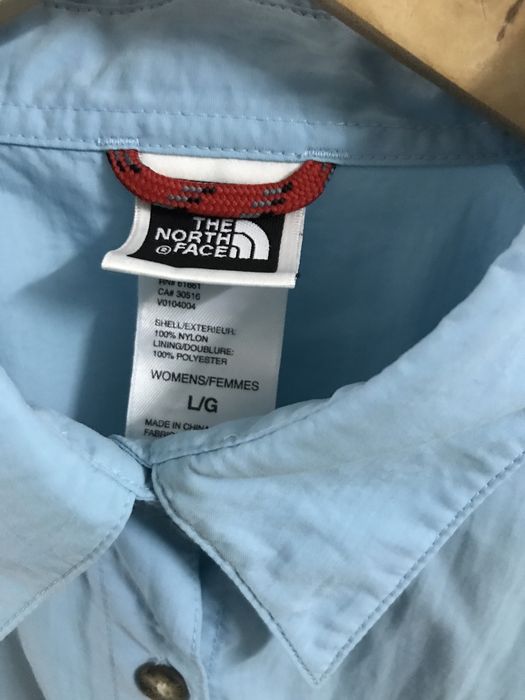 THE
NORTH
® FACE
RN# 61661
CA# 30516
V0104004
SHELL/EXTERIEUR:
100% NYLON
LINING/DOUBLURE:
100% POLYESTER
WOMENS/FEMMES
L/G
MADE IN CHINA